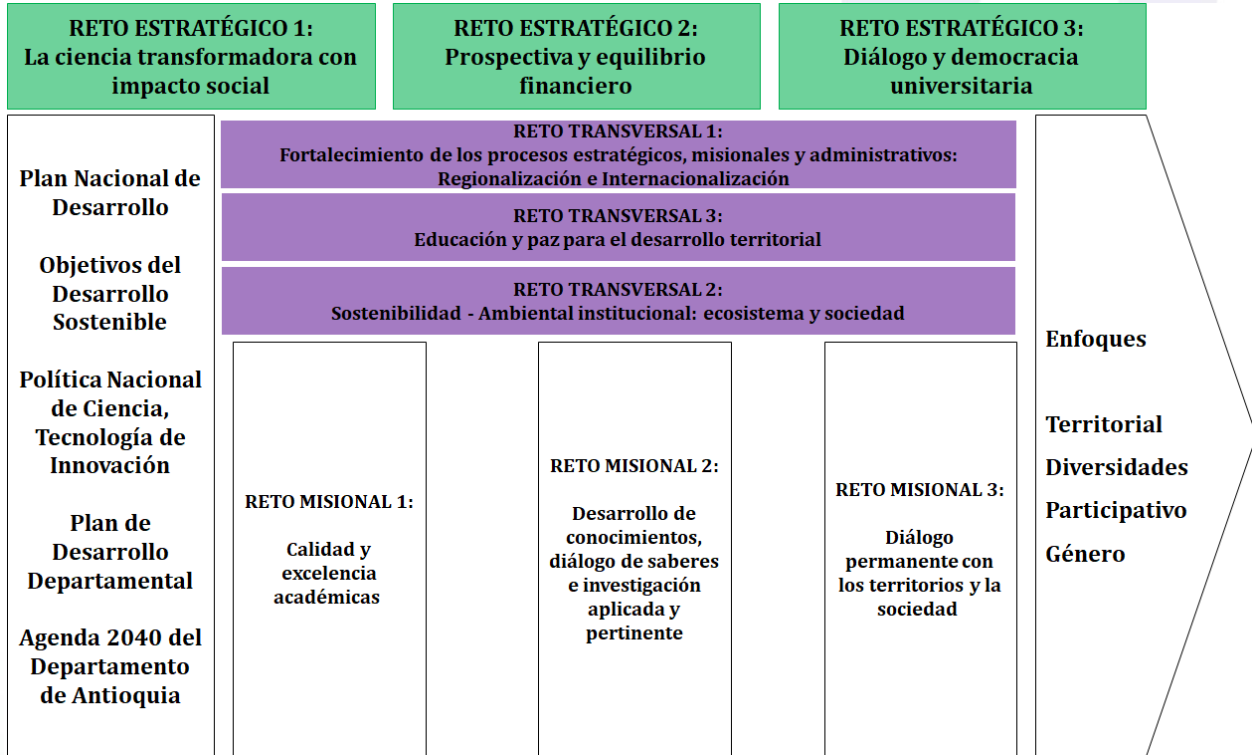 RETO ESTRATÉGICO 1:
La ciencia transformadora con
impacto social
RETO ESTRATÉGICO 2:
Prospectiva y equilibrio
financiero
RETO ESTRATÉGICO 3:
Diálogo y democracia
universitaria
Plan Nacional de
Desarrollo
Objetivos del
Desarrollo
Sostenible
Política Nacional
de Ciencia,
Tecnología de
Innovación
Plan de
Desarrollo
Departamental
Agenda 2040 del
Departamento
de Antioquia
RETO TRANSVERSAL 1:
Fortalecimiento de los procesos estratégicos, misionales y administrativos:
Regionalización e Internacionalización
RETO TRANSVERSAL 3:
Educación y paz para el desarrollo territorial
RETO TRANSVERSAL 2:
Sostenibilidad - Ambiental institucional: ecosistema y sociedad
RETO MISIONAL 1:
Calidad y
excelencia
académicas
RETO MISIONAL 2:
Desarrollo de
conocimientos,
diálogo de saberes
e investigación
aplicada y
pertinente
RETO MISIONAL 3:
Diálogo
permanente con
los territorios y la
sociedad
Enfoques
Territorial
Diversidades
Participativo
Género